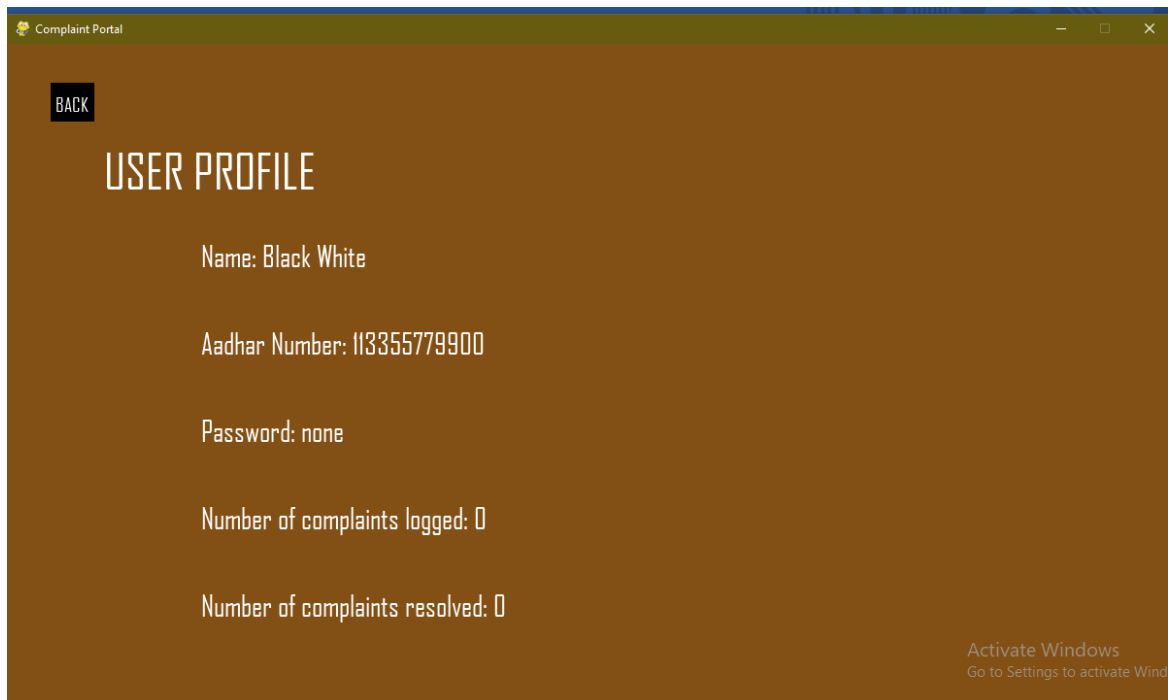 Complaint Portal
BACK
USER PROFILE
Name: Black White
Aadhar Number: 113355779900
Password: none
Number of complaints logged: 0
Number of complaints resolved: 0
Activate Windows
Go to Settings to activate Wind